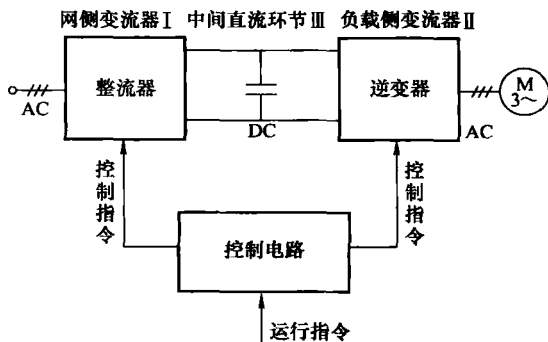 网侧变流器Ⅰ 中间直流环节Ⅲ 负载侧变流器Ⅱ
整流器
逆变器
M
3～
AC
DC
AC
控制指令
控制指令
控制电路
运行指令